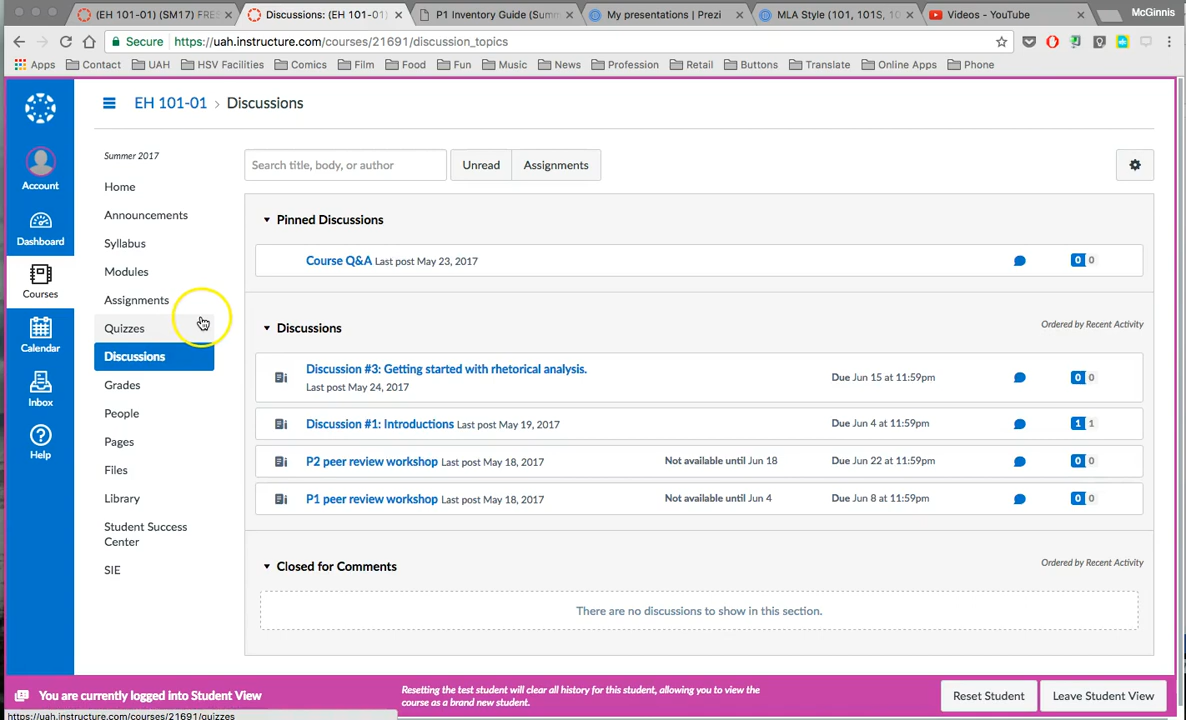 (EH 101-01) (SM17) FRES
Discussions: (EH 101-01)
P1 Inventory Guide (Summ
My presentations | Prezi
MLA Style (101, 101S, 10
Videos - YouTube
McGinnis
Secure
https://uah.instructure.com/courses/21691/discussion_topics
Apps
Contact
UAH
HSV Facilities
Comics
Film
Food
Fun
Music
News
Profession
Retail
Buttons
Translate
Online Apps
Phone
EH 101-01 › Discussions
Account
Dashboard
Courses
Calendar
Inbox
Help
Summer 2017
Home
Announcements
Syllabus
Modules
Assignments
Quizzes
Discussions
Grades
People
Pages
Files
Library
Student Success
Center
SIE
Search title, body, or author
Unread
Assignments
Pinned Discussions
Course Q&A Last post May 23, 2017
0 0
Discussions
Ordered by Recent Activity
Discussion #3: Getting started with rhetorical analysis.
Last post May 24, 2017
Due Jun 15 at 11:59pm
0 0
Discussion #1: Introductions Last post May 19, 2017
Due Jun 4 at 11:59pm
1 1
P2 peer review workshop Last post May 18, 2017
Not available until Jun 18
Due Jun 22 at 11:59pm
0 0
P1 peer review workshop Last post May 18, 2017
Not available until Jun 4
Due Jun 8 at 11:59pm
0 0
Closed for Comments
Ordered by Recent Activity
There are no discussions to show in this section.
You are currently logged into Student View
Resetting the test student will clear all history for this student, allowing you to view the
course as a brand new student.
Reset Student
Leave Student View
https://uah.instructure.com/courses/21691/quizzes